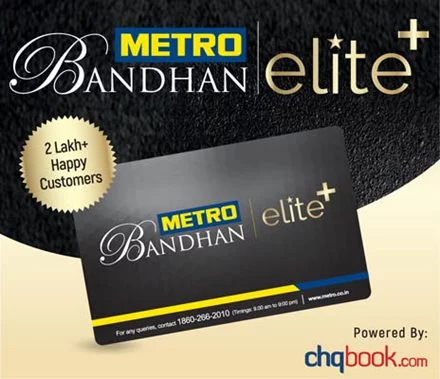 METRO
BANDHAN
elite+
2 Lakh+
Happy
Customers
METRO
BANDHAN
elite+
For any queries, contact 1860-266-2010 (Timings: 9:00 am to 9:00 pm) | www.metro.co.in
Powered By:
chqbook.com